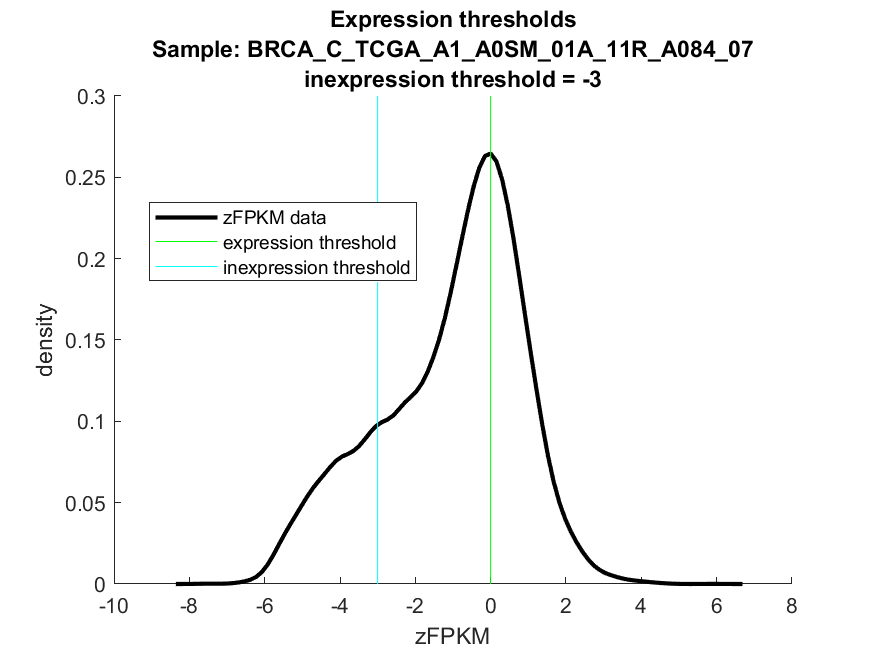 Expression thresholds
Sample: BRCA_C_TCGA_A1_A0SM_01A_11R_A084_07
inexpression threshold = -3
0.3
0.25
0.2
0.15
0.1
0.05
0
density
zFPKM data
expression threshold
inexpression threshold
-10 -8 -6 -4 -2 0 2 4 6 8
zFPKM